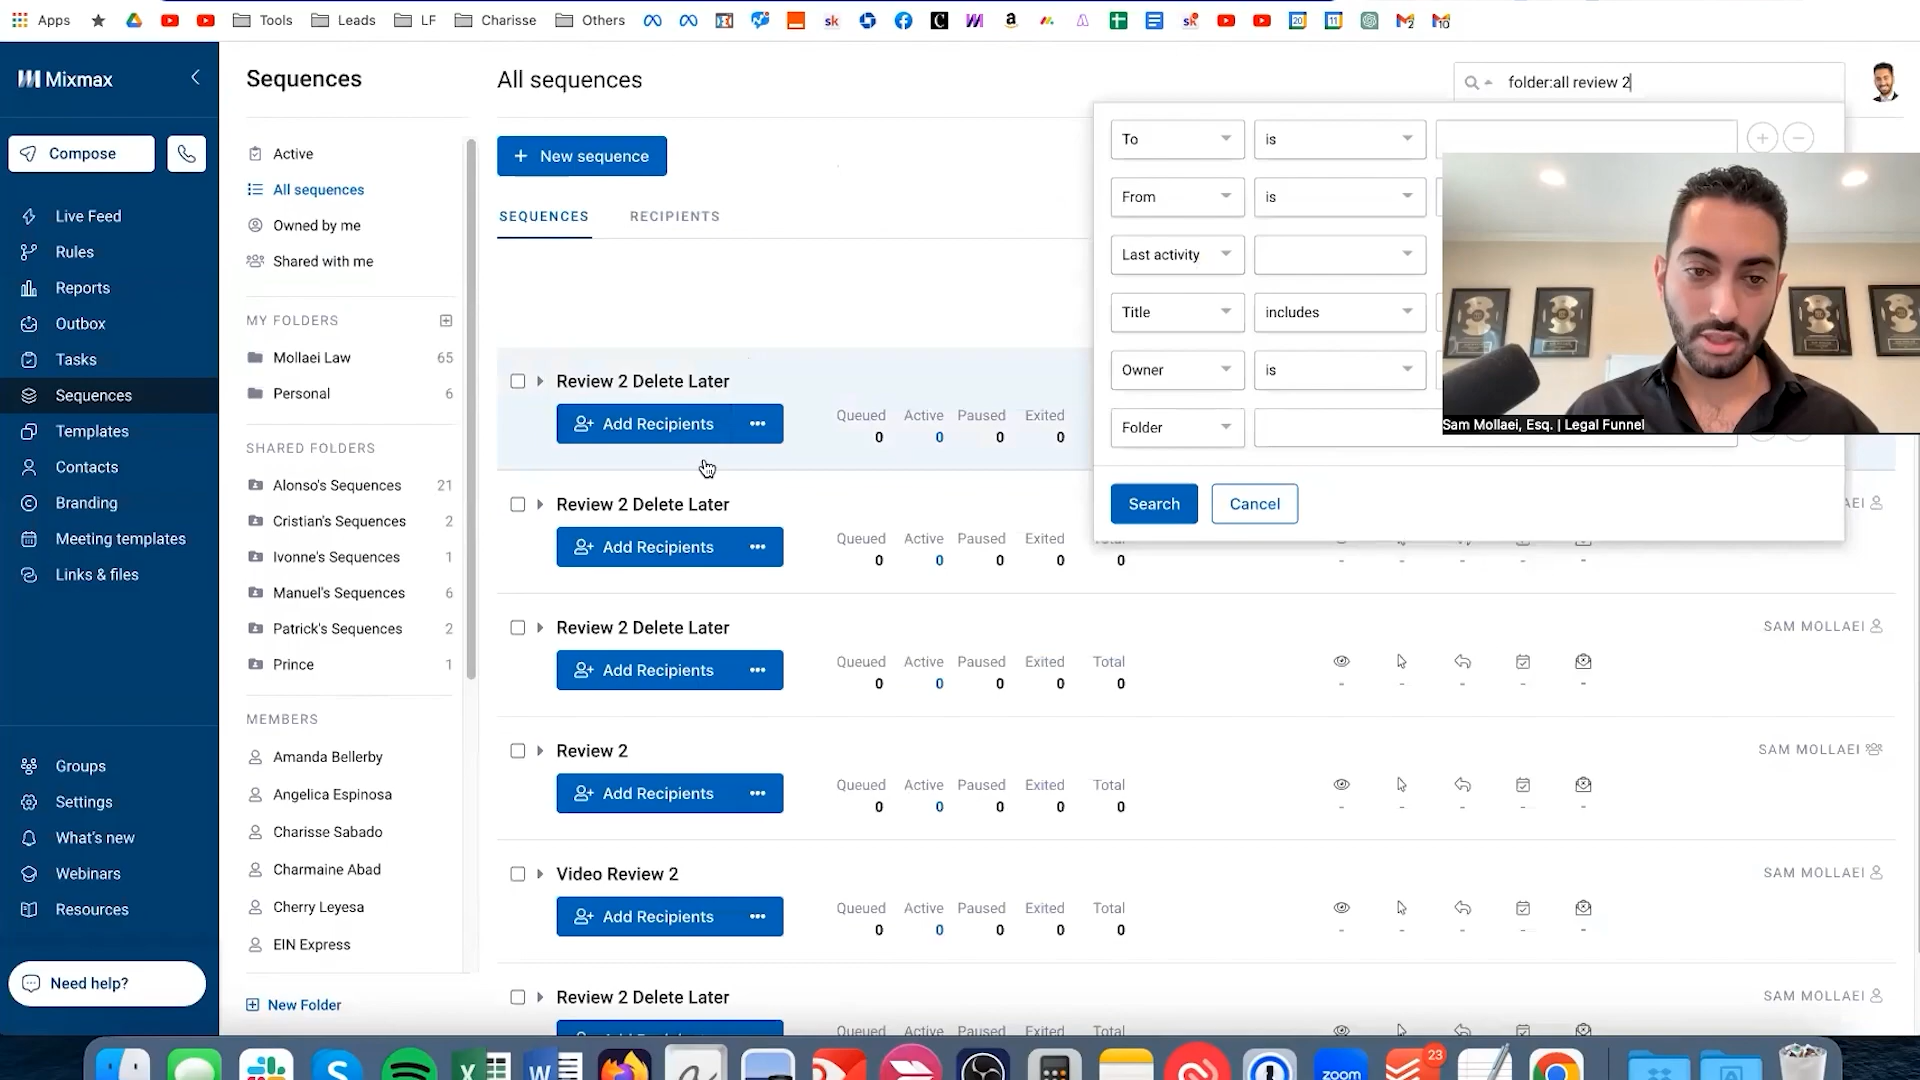 Apps
Tools
Leads
LF
Charisse
Others
20
11
2
10
Mixmax
Compose
Live Feed
Rules
Reports
Outbox
Tasks
Sequences
Templates
Contacts
Branding
Meeting templates
Links & files
Groups
Settings
What's new
Webinars
Resources
Need help?
Sequences
Active
All sequences
Owned by me
Shared with me
MY FOLDERS
Mollaei Law 65
Personal 6
SHARED FOLDERS
Alonso's Sequences 21
Cristian's Sequences 2
Ivonne's Sequences 1
Manuel's Sequences 6
Patrick's Sequences 2
Prince 1
MEMBERS
Amanda Bellerby
Angelica Espinosa
Charisse Sabado
Charmaine Abad
Cherry Leyesa
EIN Express
New Folder
All sequences
folder:all review 2
+ New sequence
SEQUENCES RECIPIENTS
To is
From is
Last activity
Title includes
Owner is
Folder
Search Cancel
Sam Mollaei, Esq. | Legal Funnel
Review 2 Delete Later
Add Recipients
Queued Active Paused Exited
0 0 0 0
Review 2 Delete Later
Add Recipients
Queued Active Paused Exited
0 0 0 0 0
Review 2 Delete Later
SAM MOLLAEI
Add Recipients
Queued Active Paused Exited Total
0 0 0 0 0
- - - - -
Review 2
SAM MOLLAEI
Add Recipients
Queued Active Paused Exited Total
0 0 0 0 0
- - - - -
Video Review 2
SAM MOLLAEI
Add Recipients
Queued Active Paused Exited Total
0 0 0 0 0
- - - - -
Review 2 Delete Later
SAM MOLLAEI
Queued Active Paused Exited Total
23
zoom